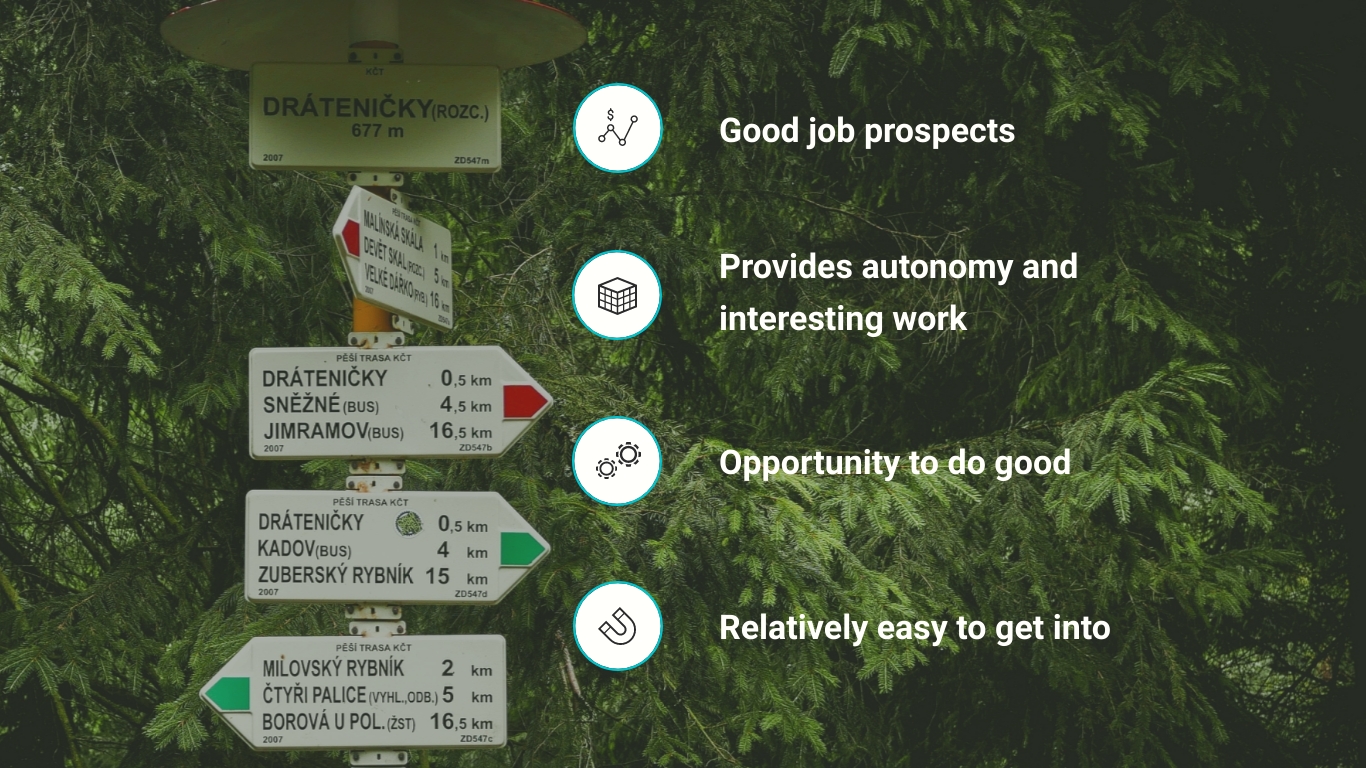 KČT
DRÁTENIČKY(ROZC.)
677 m
2007 ZD547m
PĚŠÍ TRASA KČT
MALÍNSKÁ SKÁLA 1 km
DEVĚT SKAL(ROZC.) 5 km
VELKÉ DÁŘKO(RYB.) 16 km
2007
PĚŠÍ TRASA KČT
DRÁTENIČKY 0,5 km
SNĚŽNÉ(BUS) 4,5 km
JIMRAMOV(BUS) 16,5 km
2007 ZD547b
PĚŠÍ TRASA KČT
DRÁTENIČKY 0,5 km
KADOV(BUS) 4 km
ZUBERSKÝ RYBNÍK 15 km
2007 ZD547d
PĚŠÍ TRASA KČT
MILOVSKÝ RYBNÍK 2 km
ČTYŘI PALICE(VYHL.,ODB.) 5 km
BOROVÁ U POL.(ŽST) 16,5 km
2007 ZD547c
$
Good job prospects
Provides autonomy and
interesting work
Opportunity to do good
Relatively easy to get into